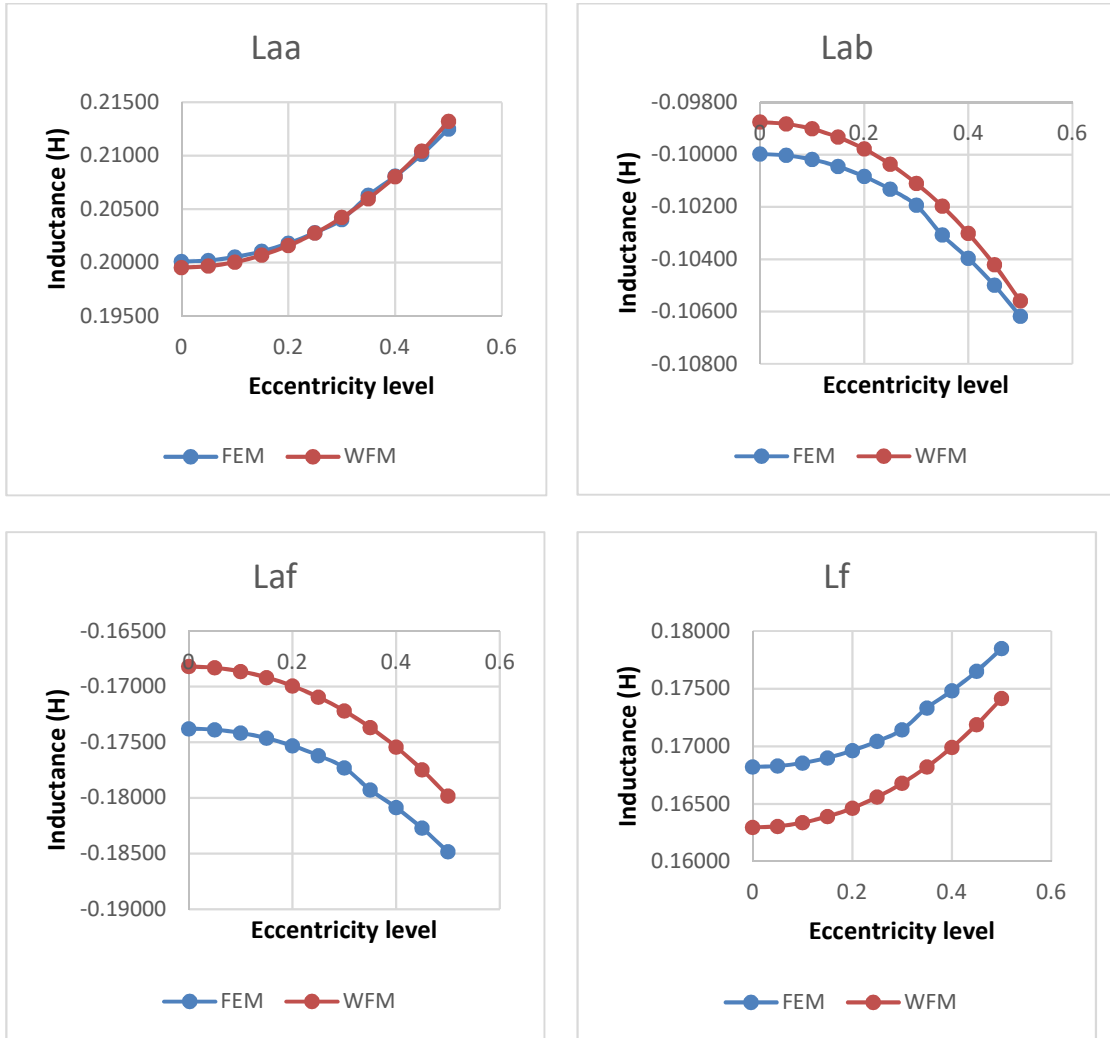 Laa
0.21500
0.21000
0.20500
0.20000
0.19500
0 0.2 0.4 0.6
Inductance (H)
Eccentricity level
FEM WFM
Lab
-0.09800
-0.10000
-0.10200
-0.10400
-0.10600
-0.10800
0 0.2 0.4 0.6
Inductance (H)
Eccentricity level
FEM WFM
Laf
-0.16500
-0.17000
-0.17500
-0.18000
-0.18500
-0.19000
0 0.2 0.4 0.6
Inductance (H)
Eccentricity level
FEM WFM
Lf
0.18000
0.17500
0.17000
0.16500
0.16000
0 0.2 0.4 0.6
Inductance (H)
Eccentricity level
FEM WFM